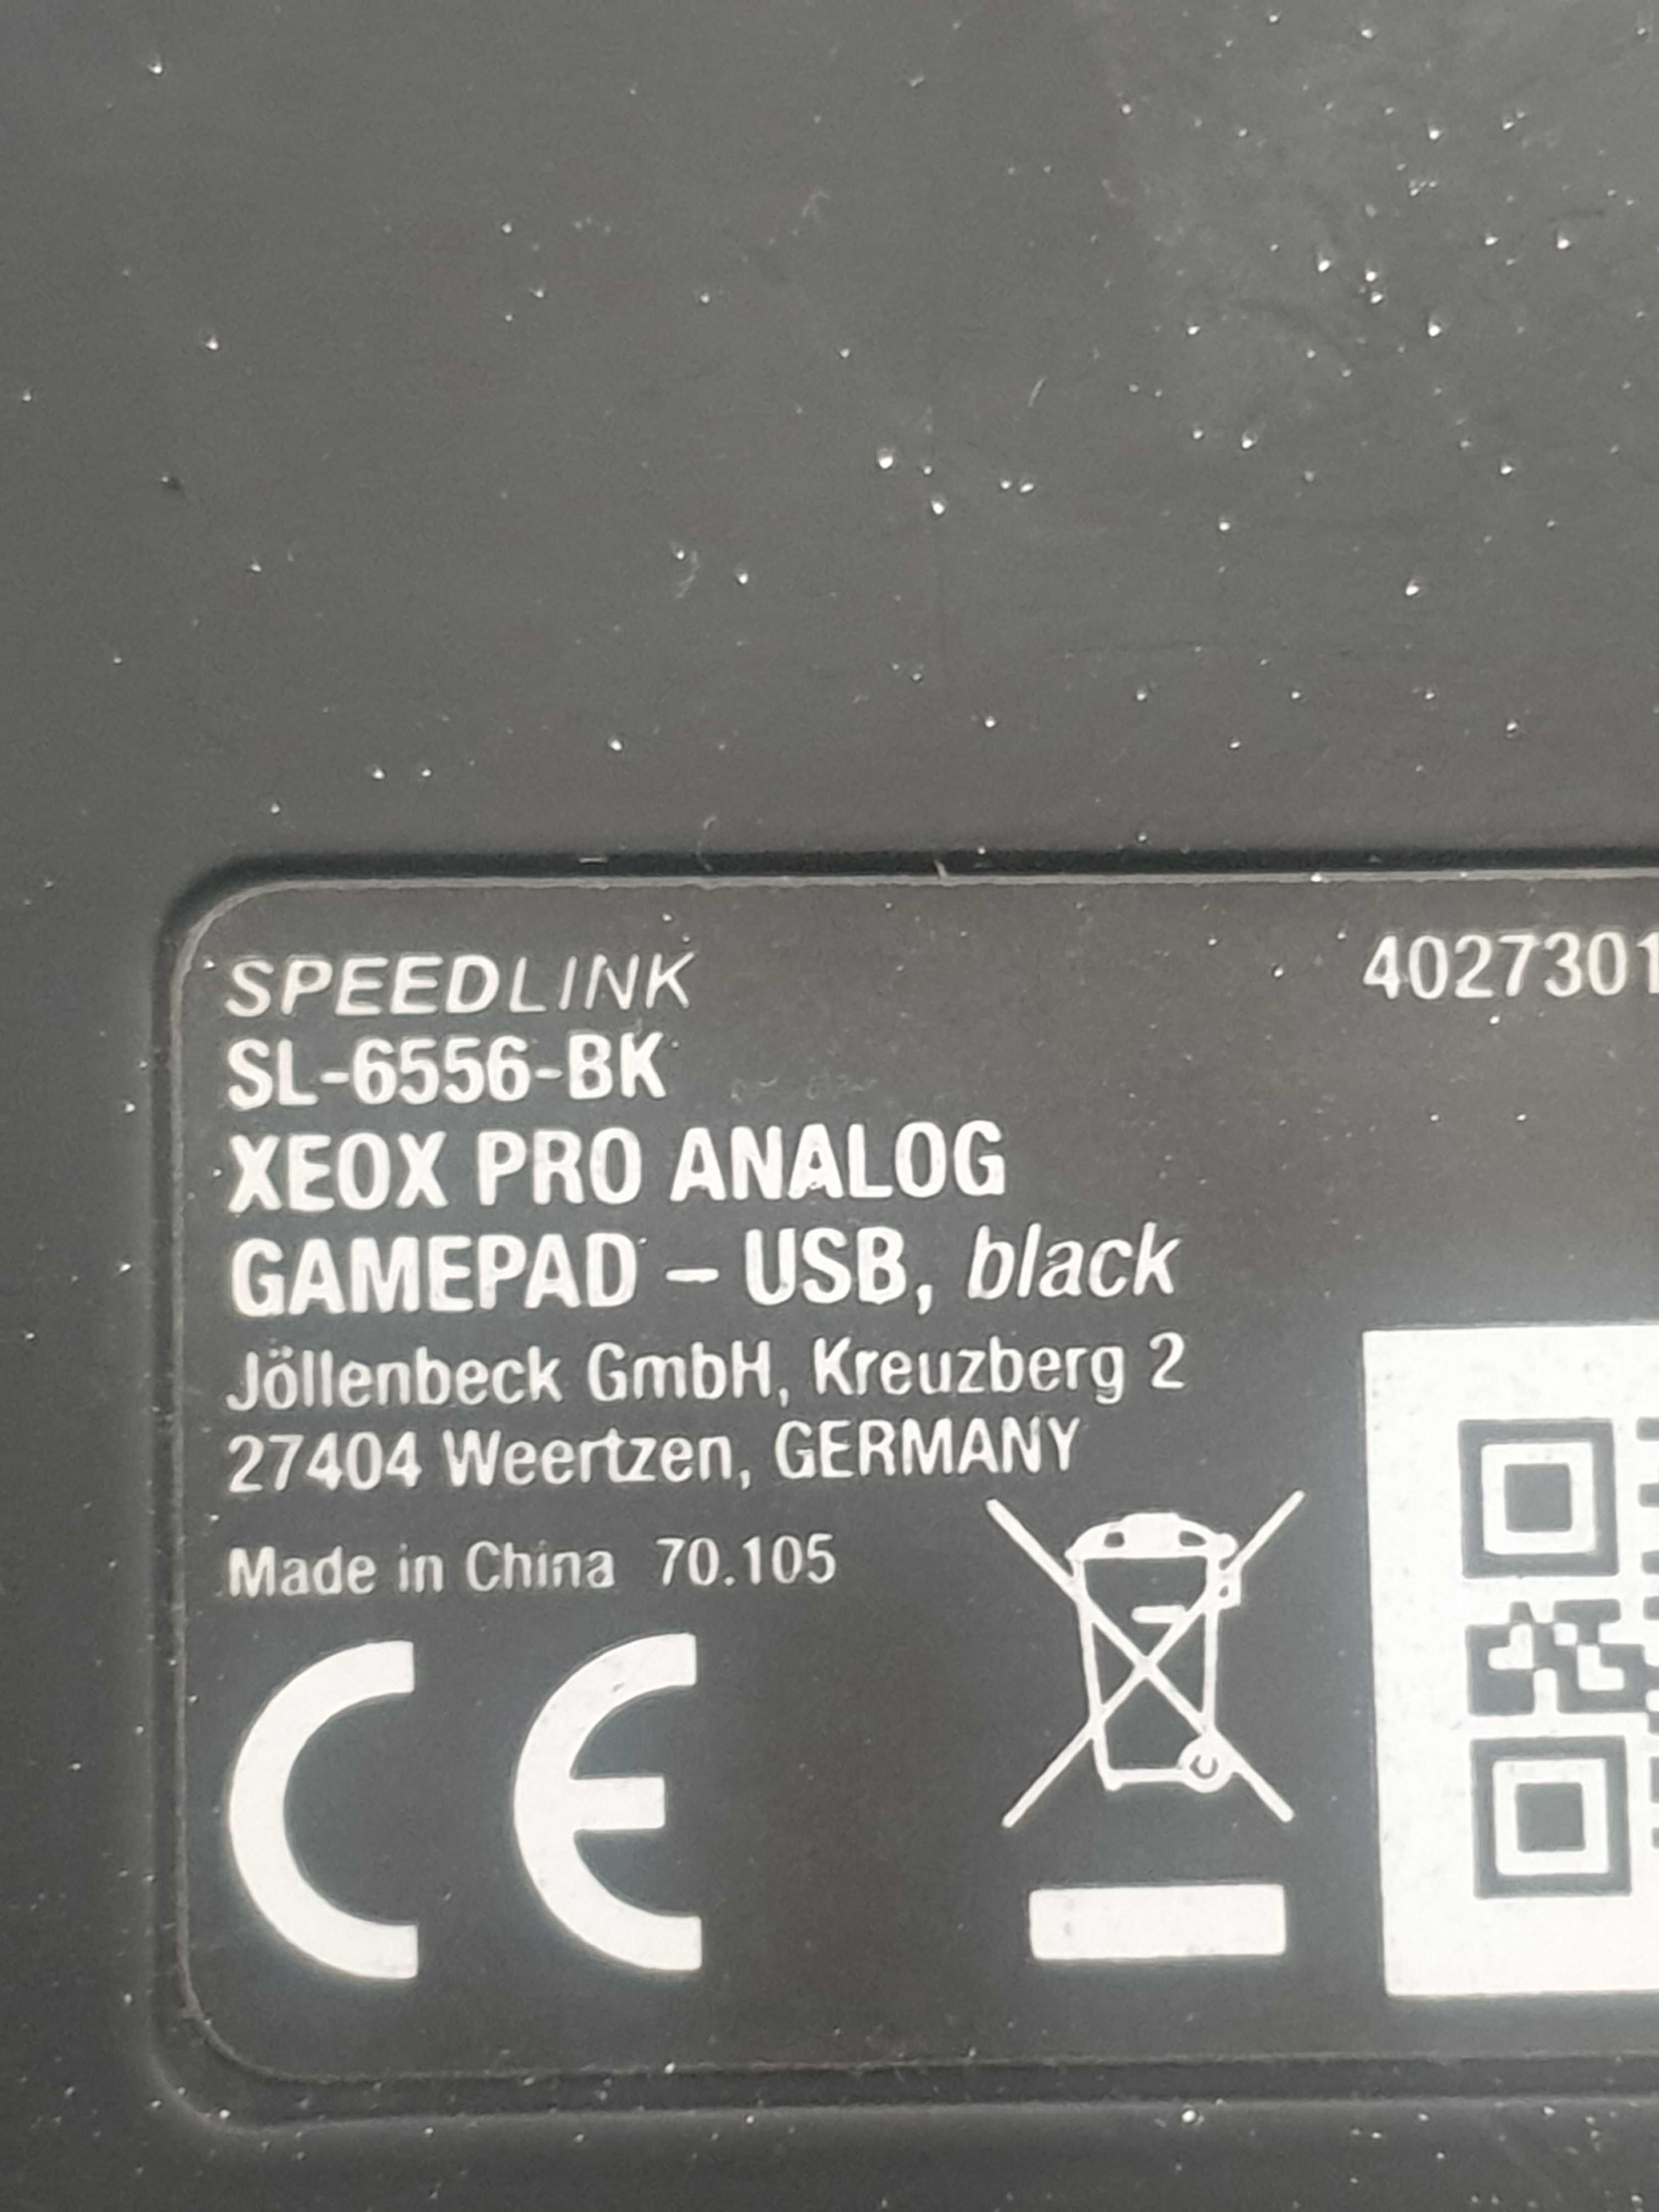 SPEEDLINK
4027301
SL-6556-BK
XEOX PRO ANALOG
GAMEPAD – USB, black
Jöllenbeck GmbH, Kreuzberg 2
27404 Weertzen, GERMANY
Made in China 70.105
CE